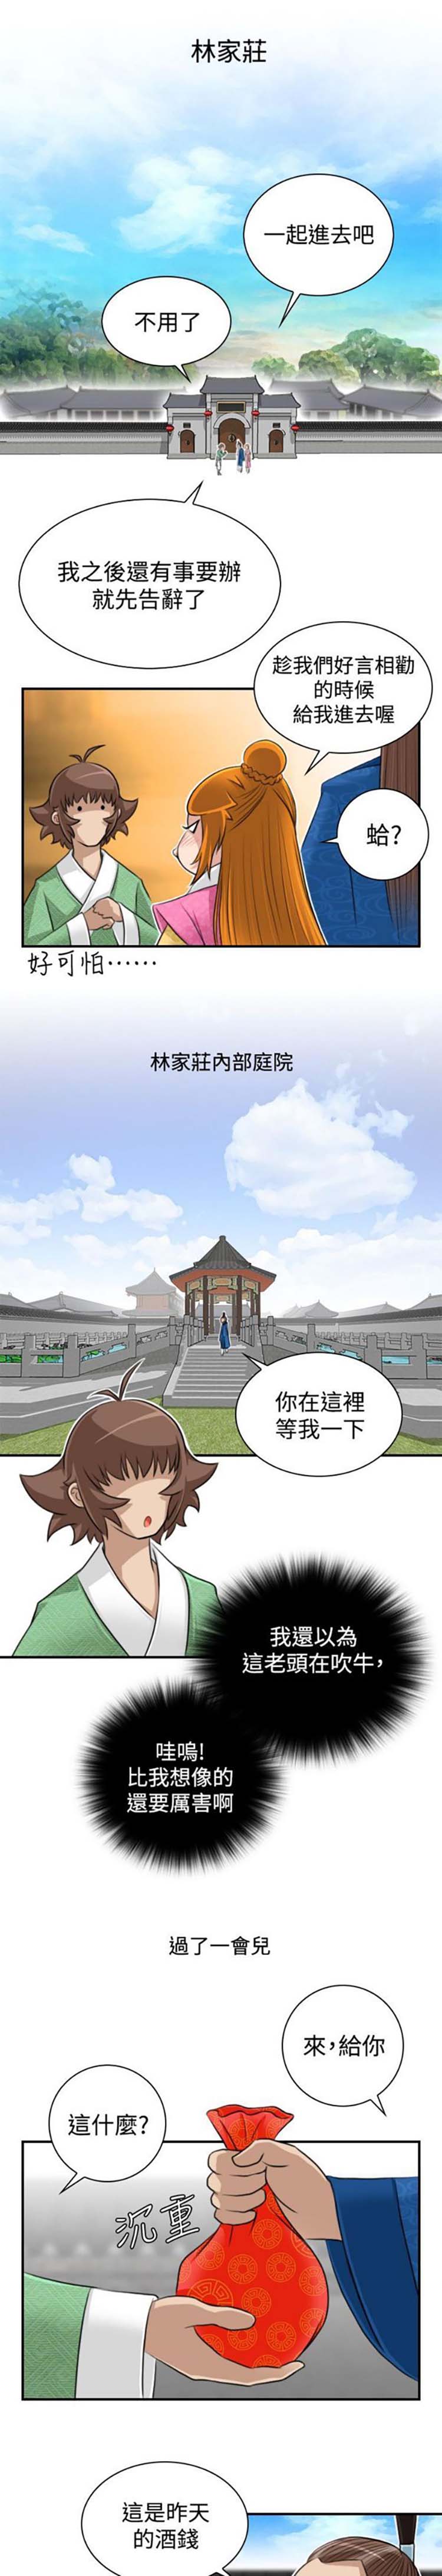 林家莊
一起進去吧
不用了
我之後還有事要辦
就先告辭了
趁我們好言相勸
的時候
給我進去喔
蛤?
好可怕……
林家莊內部庭院
你在這裡
等我一下
我還以為
這老頭在吹牛，
哇嗚!
比我想像的
還要厲害啊
過了一會兒
來，給你
這什麼?
沉重
這是昨天
的酒錢